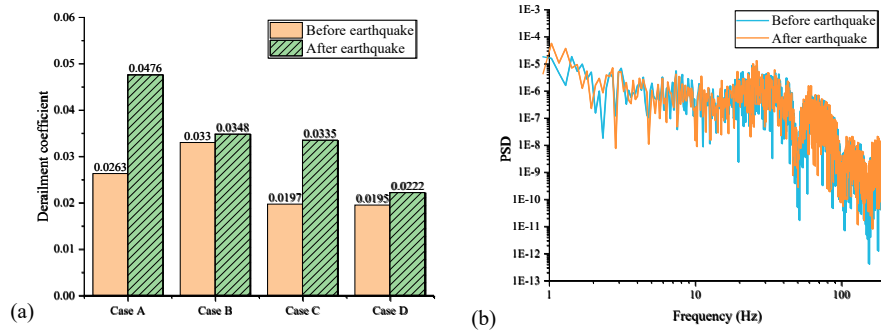 Before earthquake
After earthquake
0.06
0.05
0.04
0.03
0.02
0.01
0.00
Derailment coefficient
0.0263
0.0476
0.033
0.0348
0.0197
0.0335
0.0195
0.0222
Case A
Case B
Case C
Case D
(a)
Before earthquake
After earthquake
1E-3
1E-4
1E-5
1E-6
1E-7
1E-8
1E-9
1E-10
1E-11
1E-12
1E-13
PSD
1
10
100
Frequency (Hz)
(b)